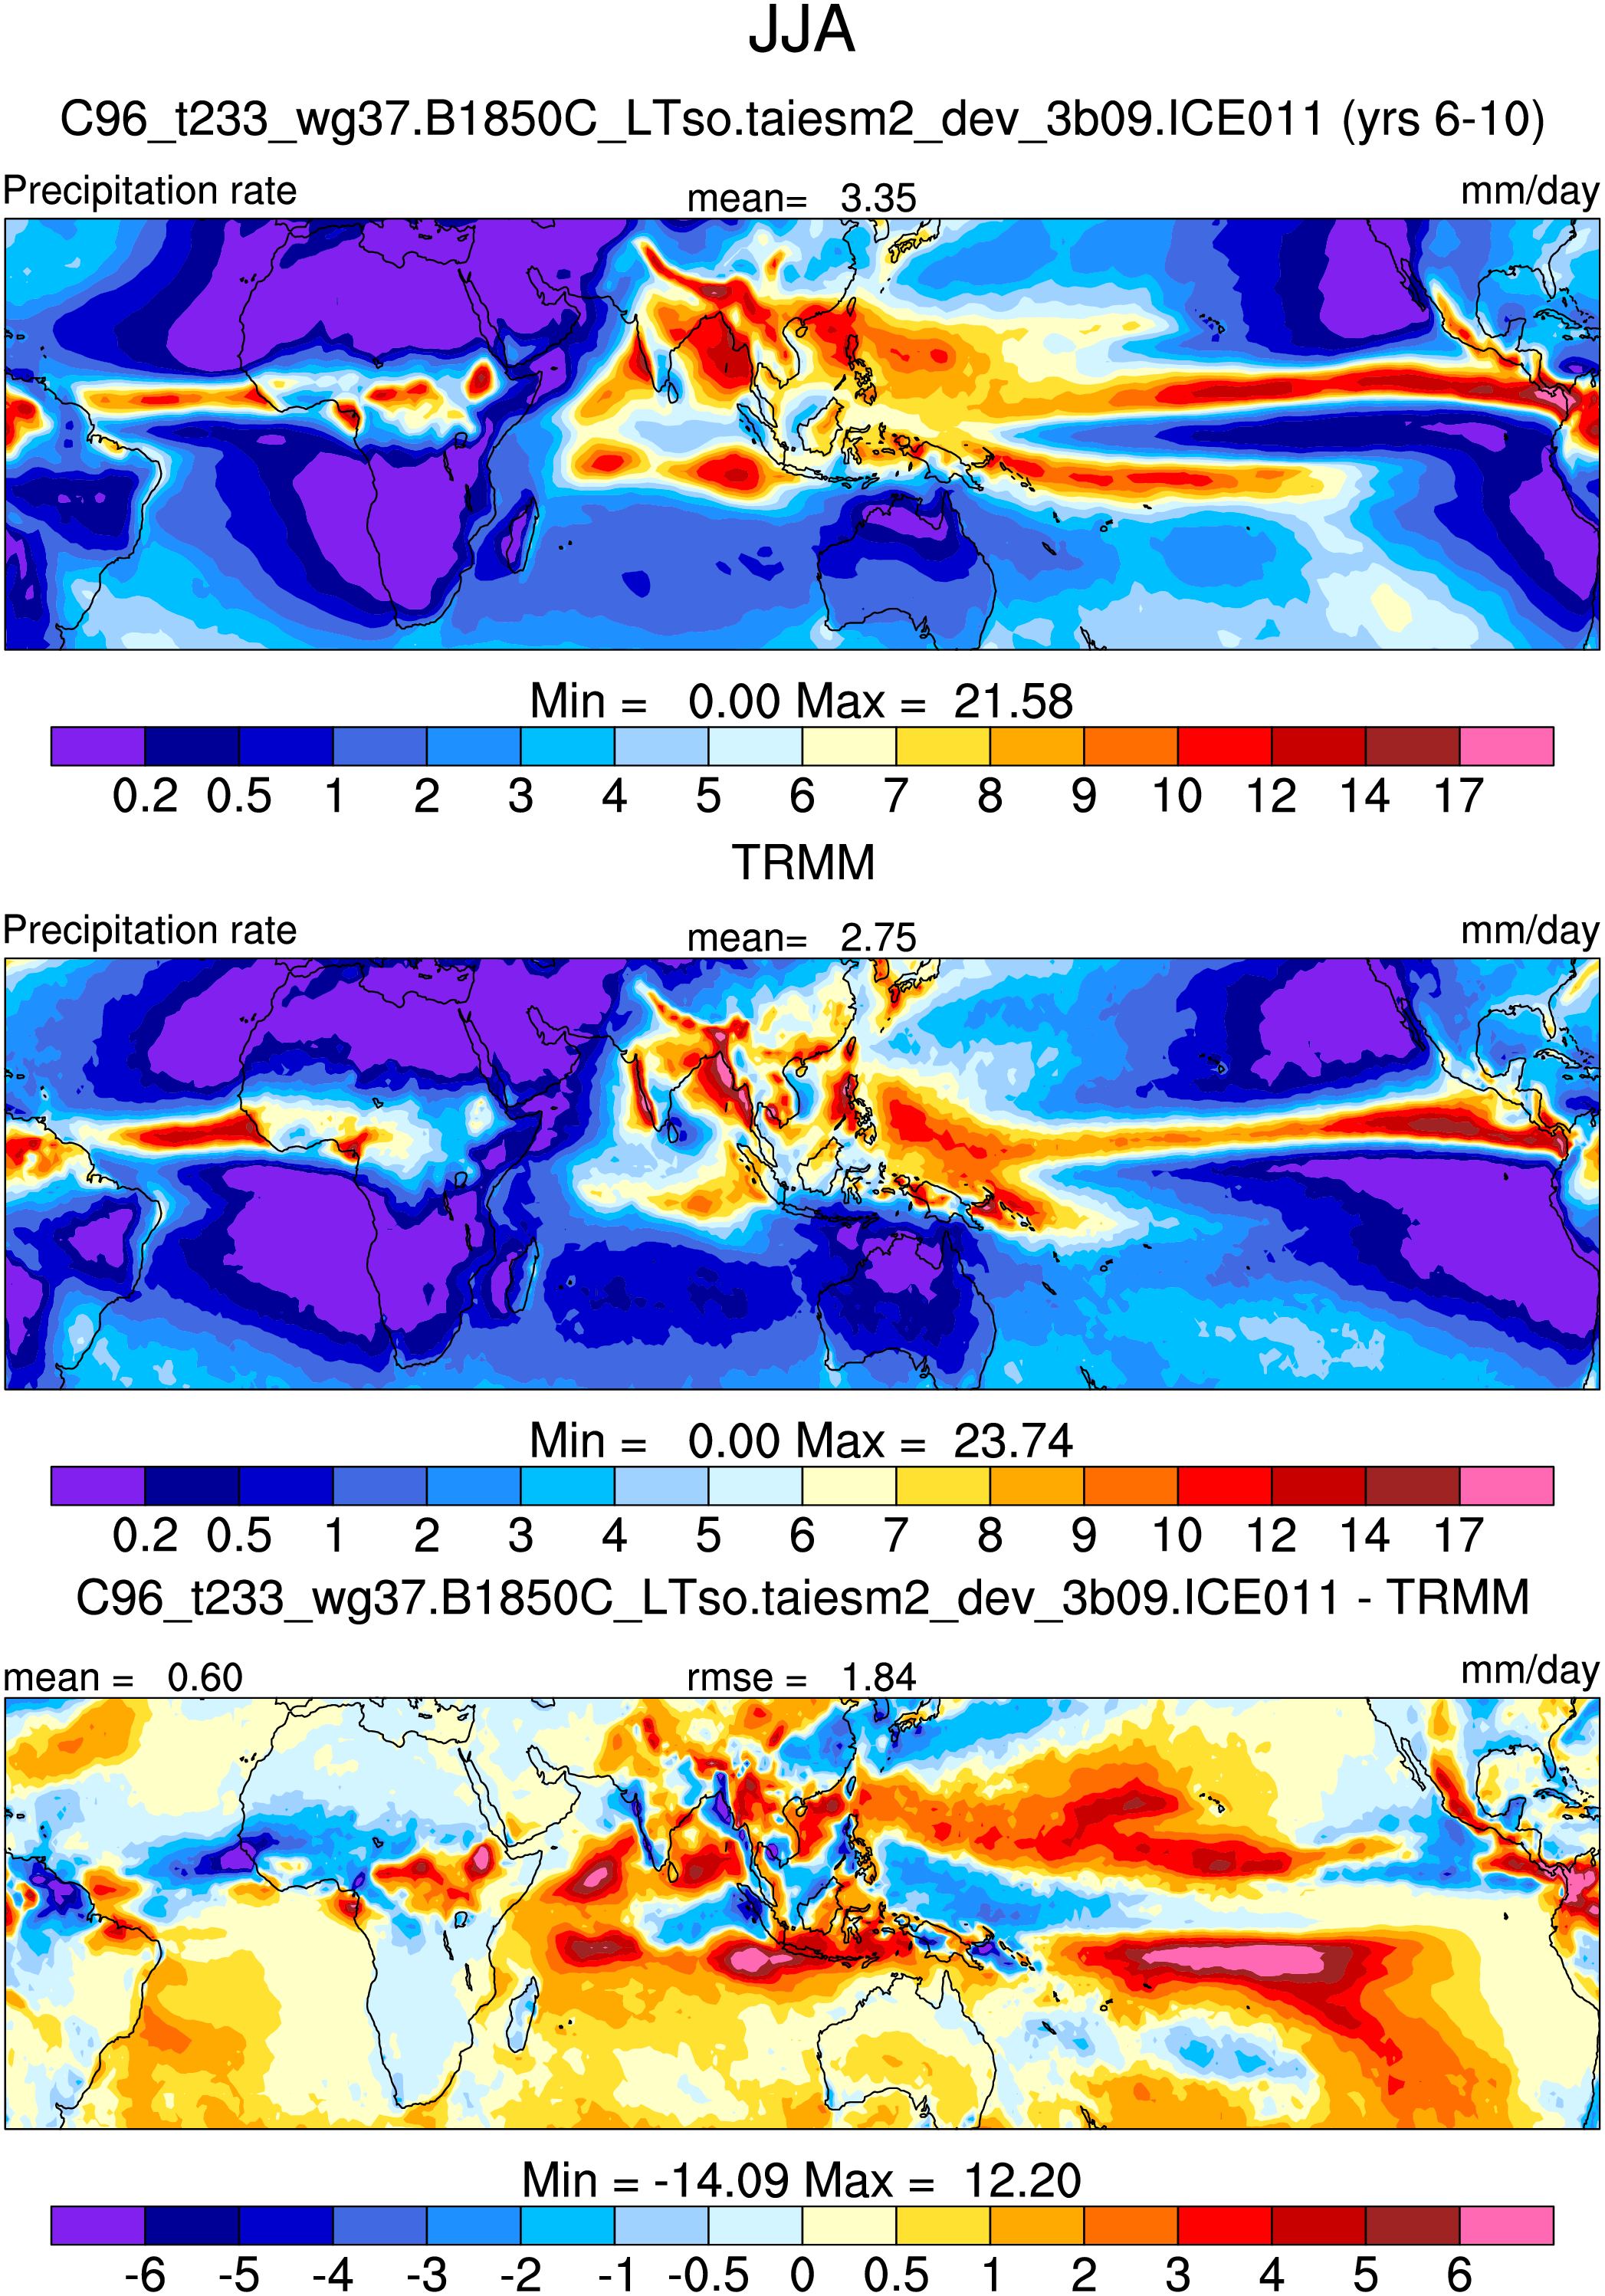 JJA
C96_t233_wg37.B1850C_LTso.taiesm2_dev_3b09.ICE011 (yrs 6-10)
Precipitation rate mean= 3.35 mm/day
Min = 0.00 Max = 21.58
0.2 0.5 1 2 3 4 5 6 7 8 9 10 12 14 17
TRMM
Precipitation rate mean= 2.75 mm/day
Min = 0.00 Max = 23.74
0.2 0.5 1 2 3 4 5 6 7 8 9 10 12 14 17
C96_t233_wg37.B1850C_LTso.taiesm2_dev_3b09.ICE011 - TRMM
mean = 0.60 rmse = 1.84 mm/day
Min = -14.09 Max = 12.20
-6 -5 -4 -3 -2 -1 -0.5 0 0.5 1 2 3 4 5 6